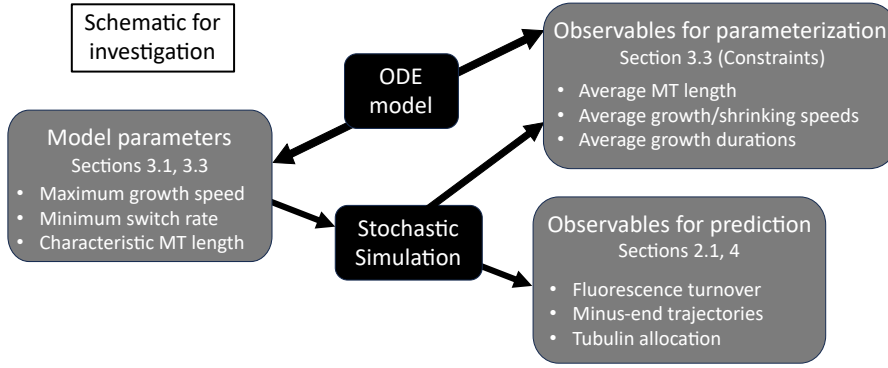 Schematic for
investigation
ODE
model
Observables for parameterization
Section 3.3 (Constraints)
• Average MT length
• Average growth/shrinking speeds
• Average growth durations
Model parameters
Sections 3.1, 3.3
• Maximum growth speed
• Minimum switch rate
• Characteristic MT length
Stochastic
Simulation
Observables for prediction
Sections 2.1, 4
• Fluorescence turnover
• Minus-end trajectories
• Tubulin allocation